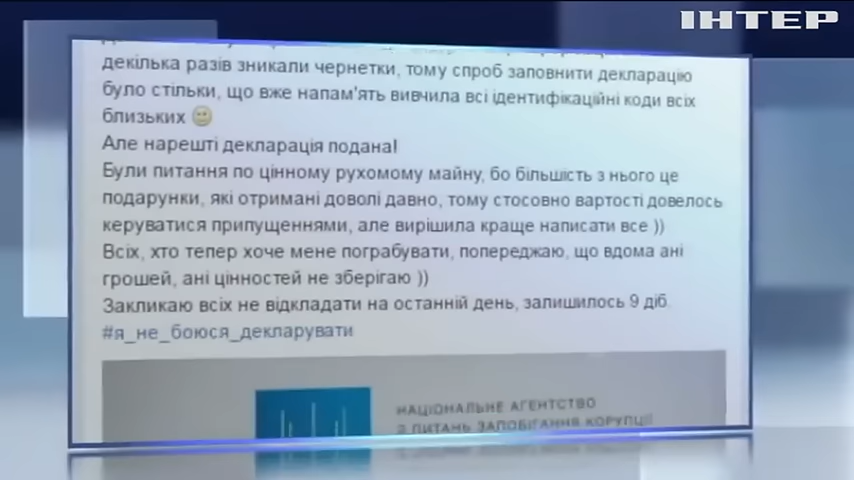 ІНТЕР
декілька разів зникали чернетки, тому спроб заповнити декларацію
було стільки, що вже напам'ять вивчила всі ідентифікаційні коди всіх
близьких
Але нарешті декларація подана!
Були питання по цінному рухомому майну, бо більшість з нього це
подарунки, які отримані доволі давно, тому стосовно вартості довелось
керуватися припущеннями, але вирішила краще написати все ))
Всіх, хто тепер хоче мене пограбувати, попереджаю, що вдома ані
грошей, ані цінностей не зберігаю ))
Закликаю всіх не відкладати на останній день, залишилось 9 діб.
#я_не_боюся_декларувати
НАЦІОНАЛЬНЕ АГЕНТСТВО
З ПИТАНЬ ЗАПОБІГАННЯ КОРУПЦІЇ